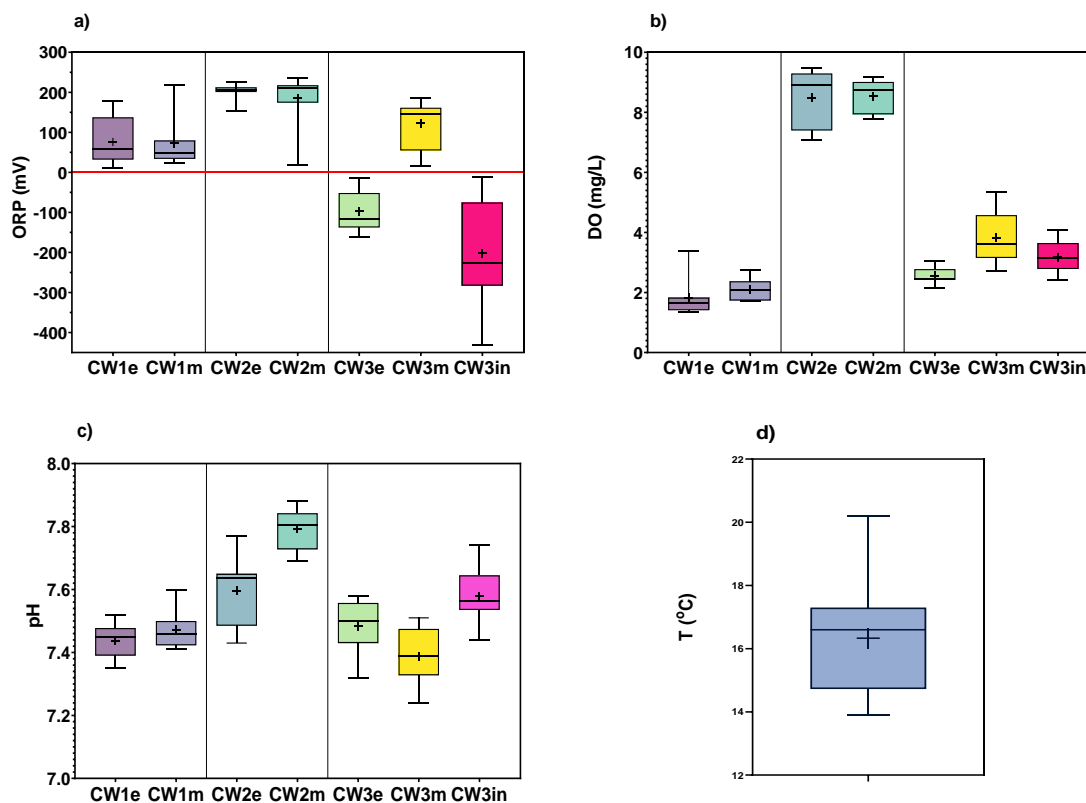 a)
ORP (mV)
300
200
100
0
-100
-200
-300
-400
CW1e CW1m CW2e CW2m CW3e CW3m CW3in
b)
DO (mg/L)
10
8
6
4
2
0
CW1e CW1m CW2e CW2m CW3e CW3m CW3in
c)
pH
8.0
7.8
7.6
7.4
7.2
7.0
CW1e CW1m CW2e CW2m CW3e CW3m CW3in
d)
T (°C)
22
20
18
16
14
12